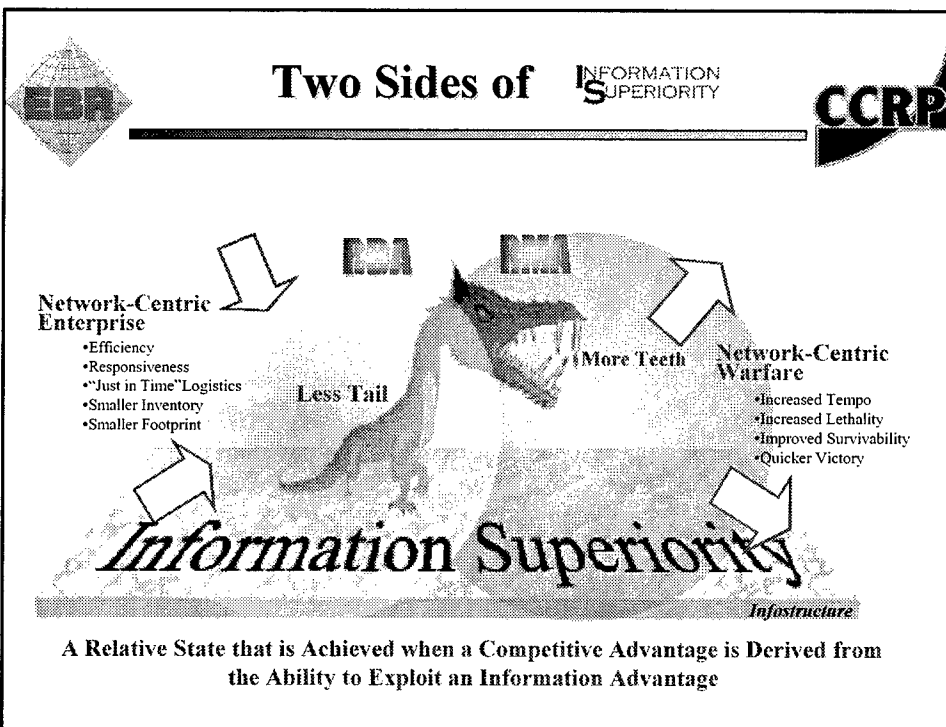 EBR
Two Sides of INFORMATION SUPERIORITY
CCRP
Network-Centric
Enterprise
•Efficiency
•Responsiveness
•"Just in Time"Logistics
•Smaller Inventory
•Smaller Footprint
Less Tail
More Teeth
Network-Centric
Warfare
•Increased Tempo
•Increased Lethality
•Improved Survivability
•Quicker Victory
Information Superiority
Infostructure
A Relative State that is Achieved when a Competitive Advantage is Derived from
the Ability to Exploit an Information Advantage